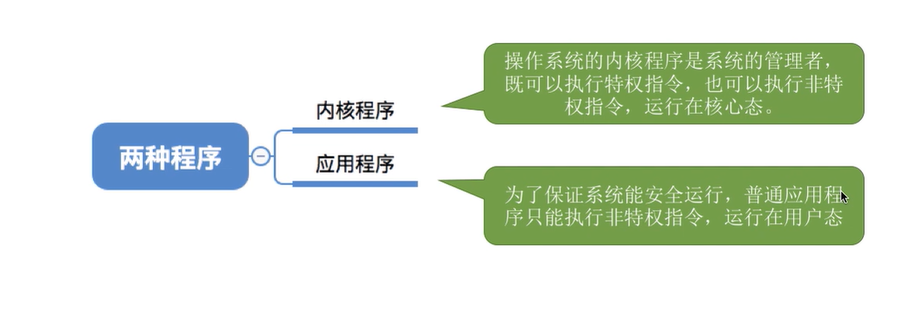 两种程序
内核程序
应用程序
操作系统的内核程序是系统的管理者，
既可以执行特权指令，也可以执行非特
权指令，运行在核心态。
为了保证系统能安全运行，普通应用程
序只能执行非特权指令，运行在用户态